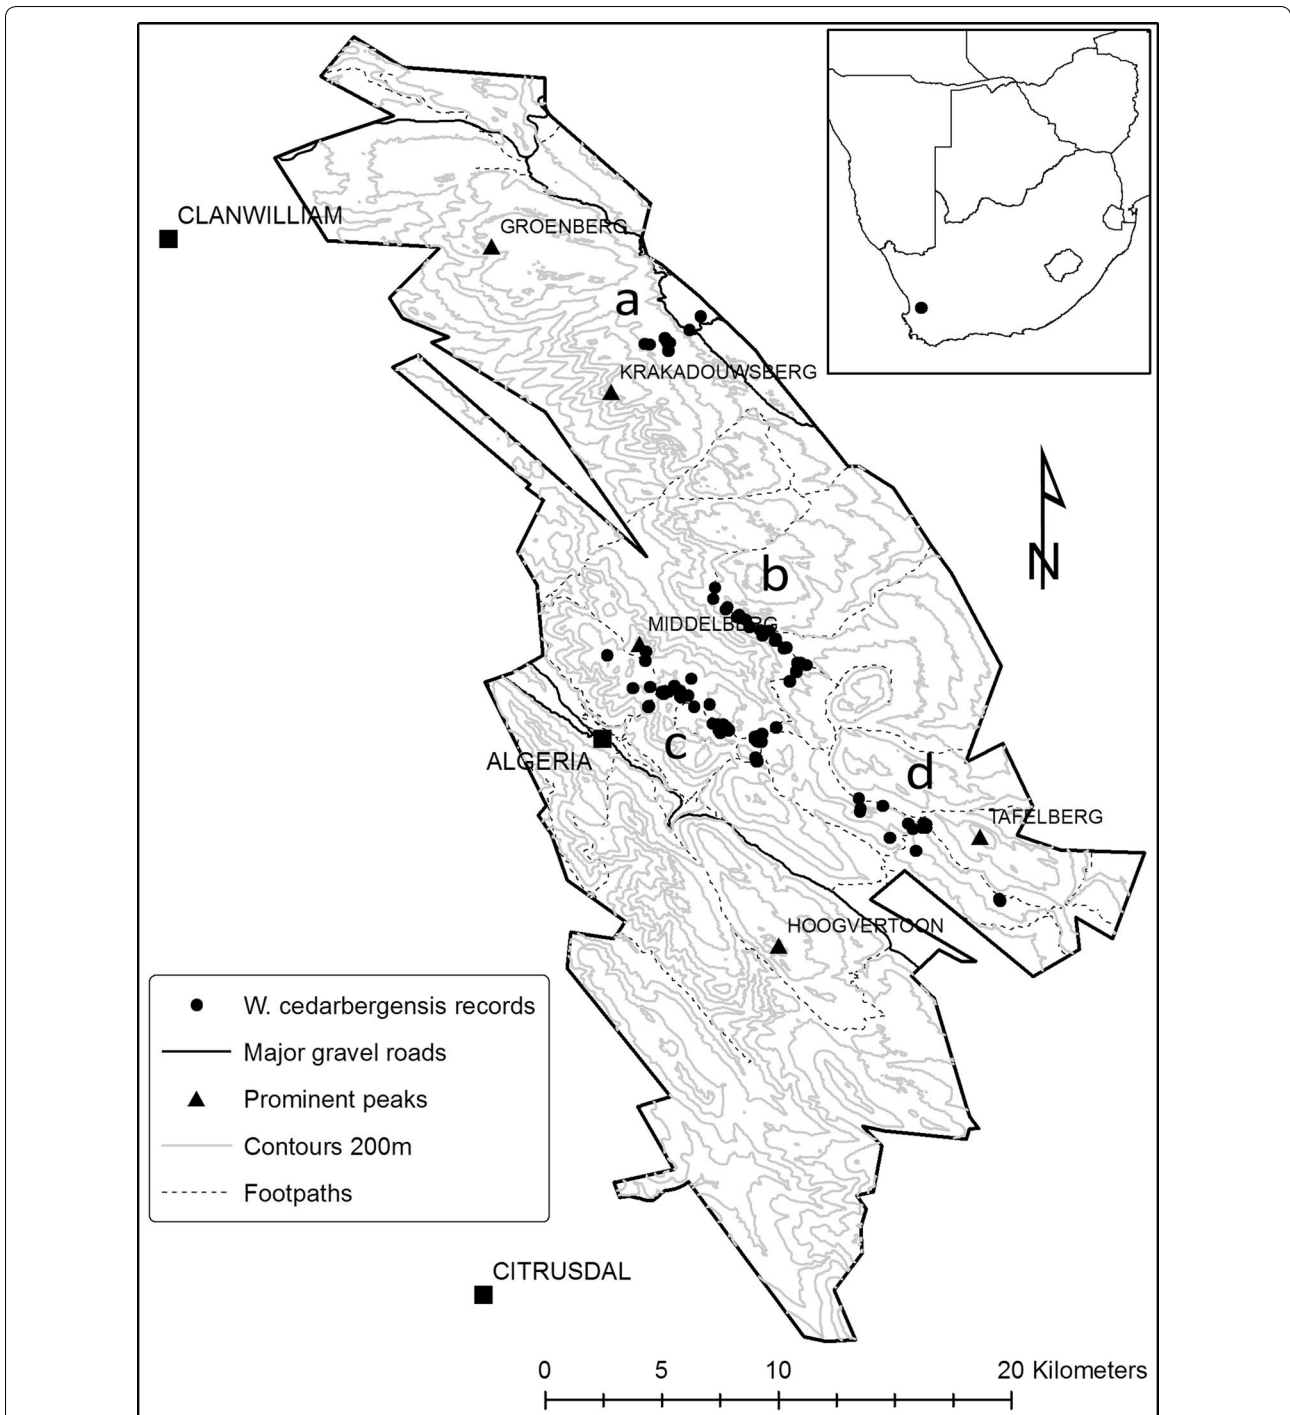 CLANWILLIAM
GROENBERG
a
KRAKADOUWSBERG
N
b
MIDDELBERG
c
ALGERIA
d
TAFELBERG
HOOGVERTOON
W. cedarbergensis records
Major gravel roads
Prominent peaks
Contours 200m
Footpaths
CITRUSDAL
0 5 10 20 Kilometers